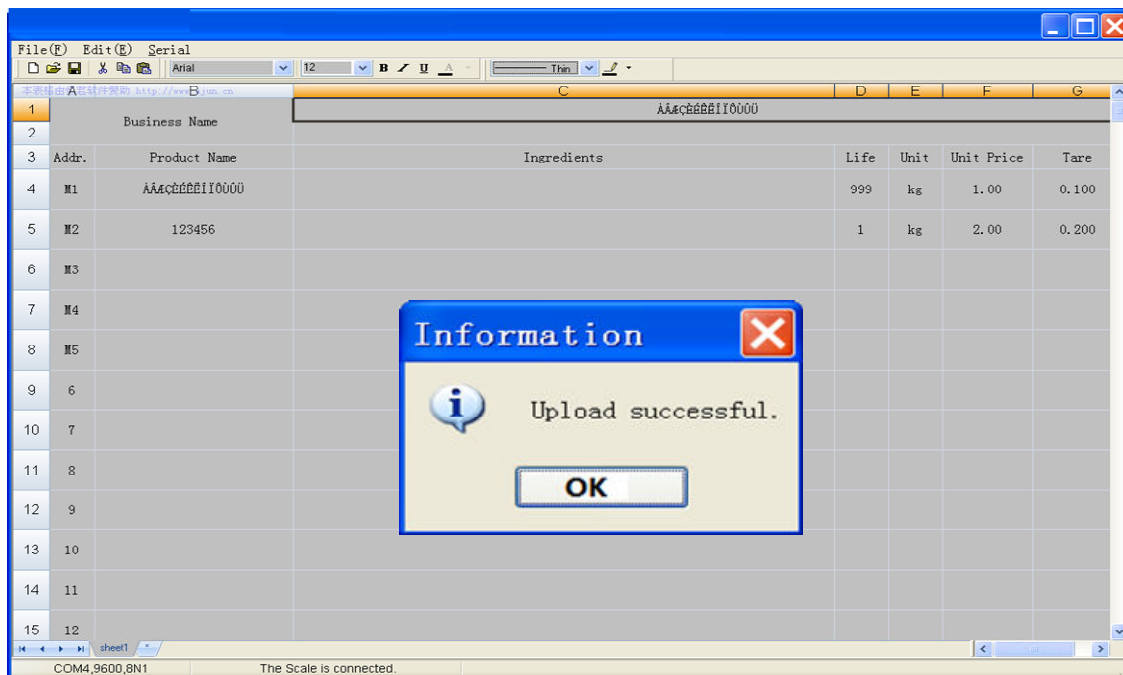 File(F) Edit(E) Serial
Arial 12 B I U A Thin
A B C D E F G
1 ÀÂÆÇÈÉÊËÎÏÔÙÛÜ
Business Name
2
3 Addr. Product Name Ingredients Life Unit Unit Price Tare
4 M1 ÀÂÆÇÈÉÊËÎÏÔÙÛÜ 999 kg 1.00 0.100
5 M2 123456 1 kg 2.00 0.200
6 M3
7 M4
Information
8 M5
9 6
Upload successful.
10 7
11 8
OK
12 9
13 10
14 11
15 12
sheet1 *
COM4,9600,8N1 The Scale is connected.